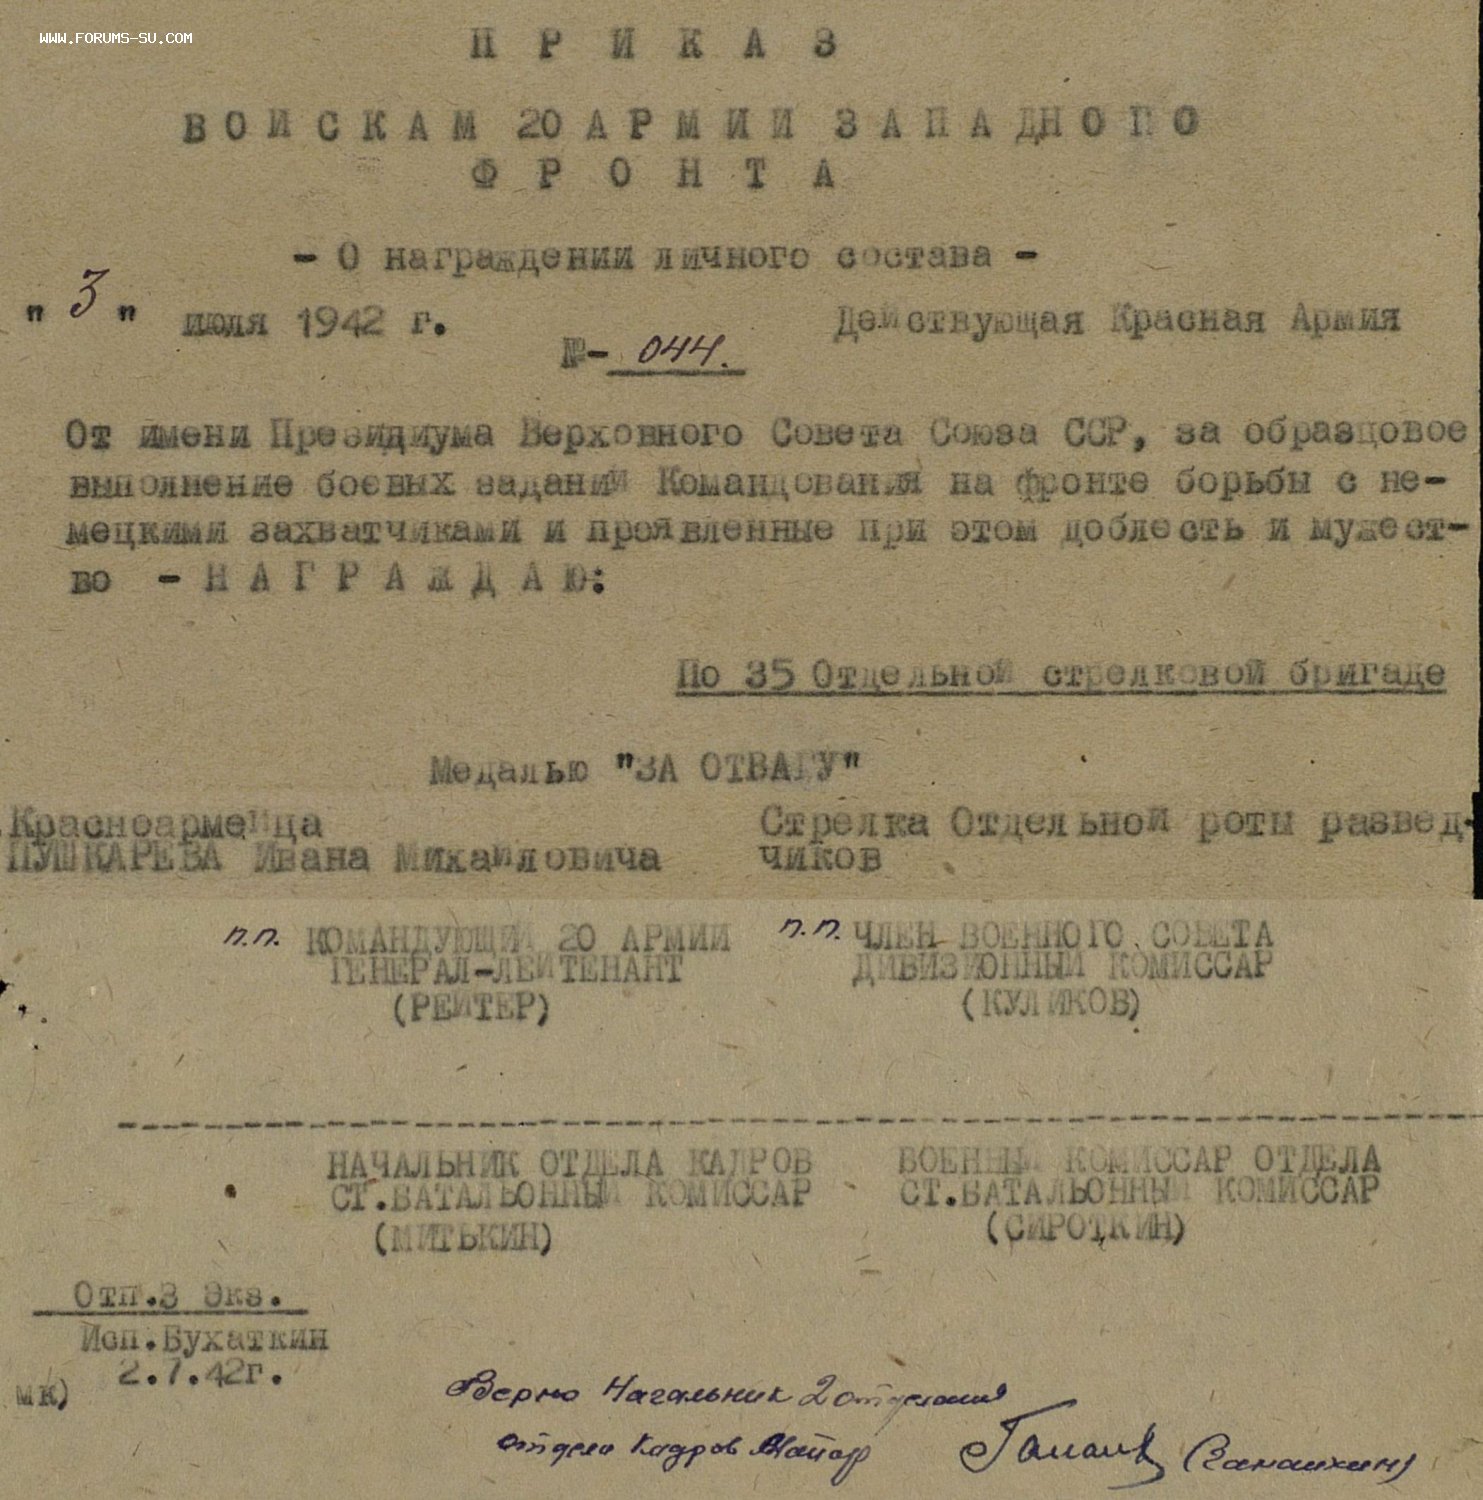 WWW.FORUMS-SU.COM
П Р И К А З
В О Й С К А М 20 А Р М И И З А П А Д Н О Г О
Ф Р О Н Т А
- О награждении личного состава -
" 3 " июля 1942 г. Действующая Красная Армия
№- 044.
От имени Президиума Верховного Совета Союза ССР, за образцовое
выполнение боевых заданий Командования на фронте борьбы с не-
мецкими захватчиками и проявленные при этом доблесть и мужест-
во - Н А Г Р А Ж Д А Ю:
По 35 Отдельной стрелковой бригаде
Медалью "ЗА ОТВАГУ"
Красноармейца Стрелка Отдельной роты развед-
ПУШКАРЕВА Ивана Михайловича чиков
п.п. КОМАНДУЮЩИЙ 20 АРМИИ п.п. ЧЛЕН ВОЕННОГО СОВЕТА
ГЕНЕРАЛ-ЛЕЙТЕНАНТ ДИВИЗИОННЫЙ КОМИССАР
(РЕЙТЕР) (КУЛИКОВ)
НАЧАЛЬНИК ОТДЕЛА КАДРОВ ВОЕННЫЙ КОМИССАР ОТДЕЛА
СТ.БАТАЛЬОННЫЙ КОМИССАР СТ.БАТАЛЬОННЫЙ КОМИССАР
(МИТЬКИН) (СИРОТКИН)
Отп.3 Экз.
Исп.Бухаткин
2.7.42г.
мк)
Верно Начальник 2 отделения
отдела Кадров Майор